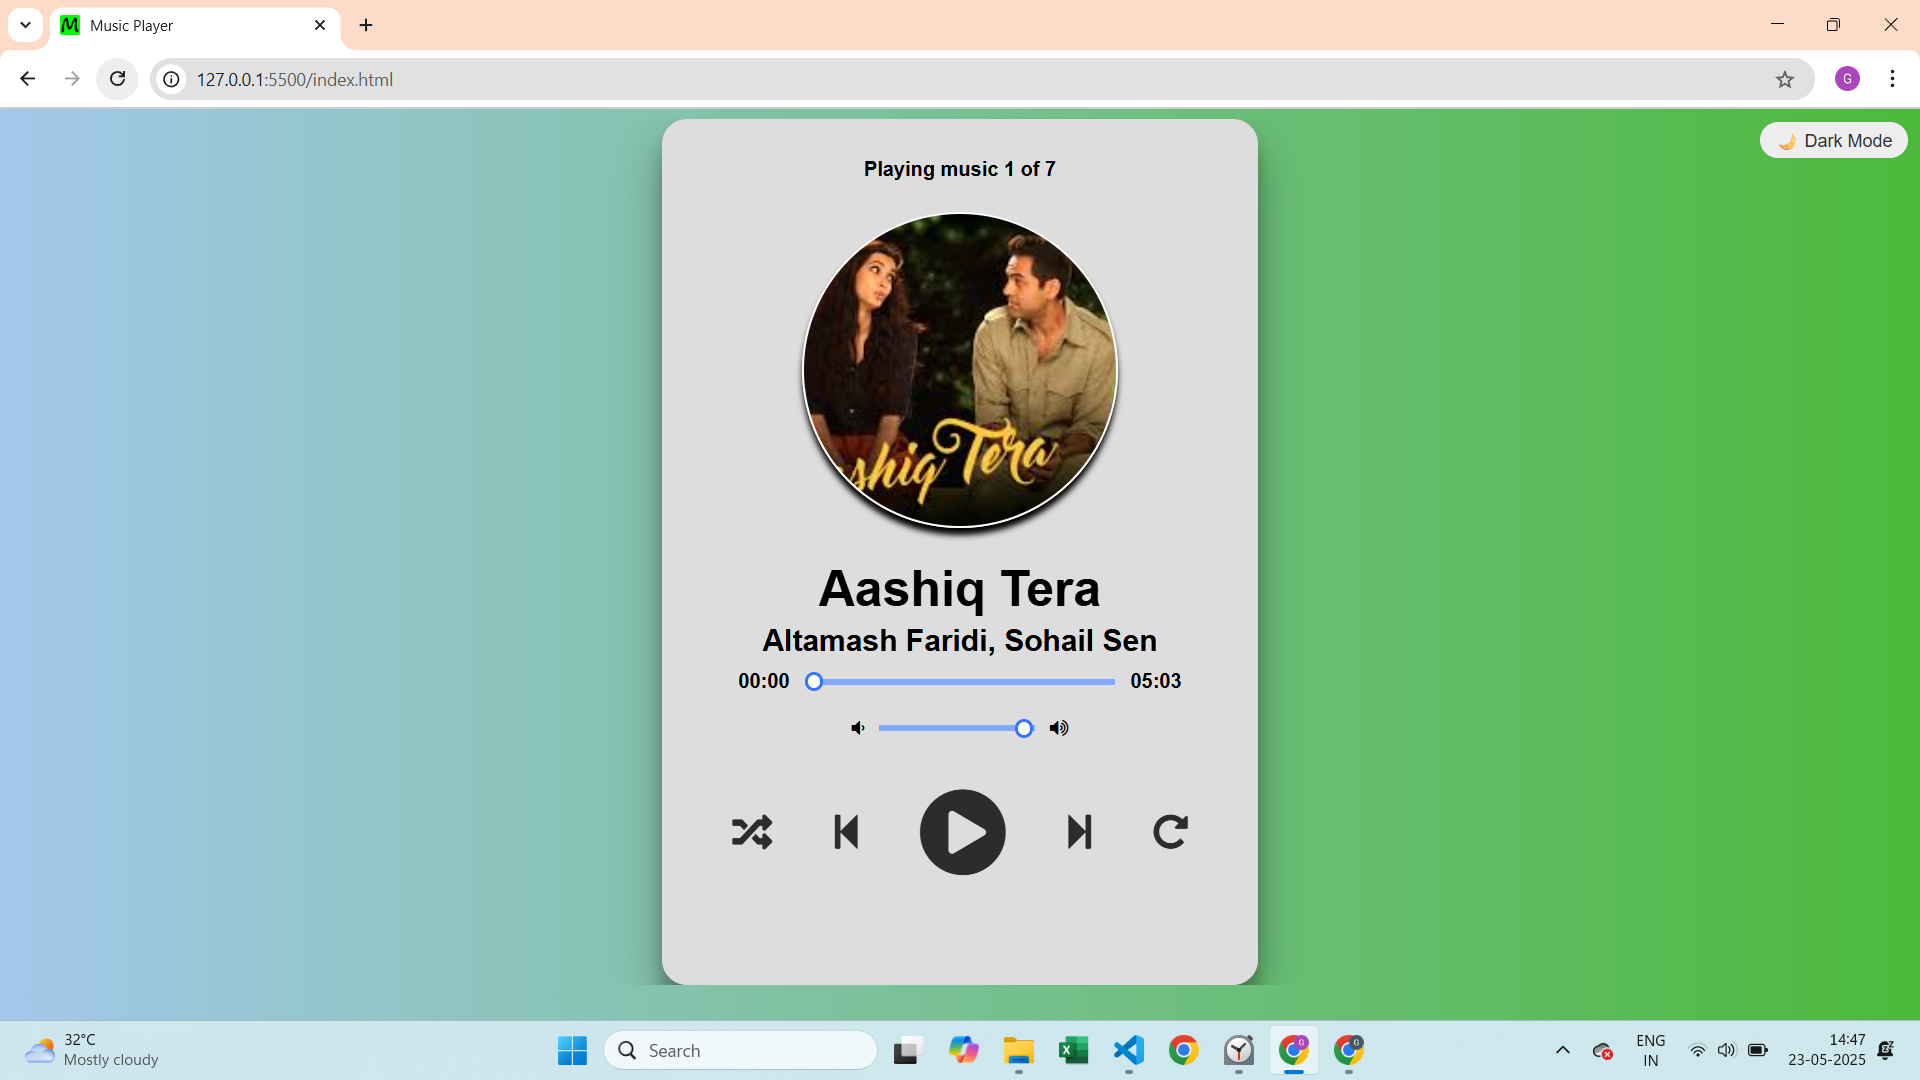 Music Player
127.0.0.1:5500/index.html
G
🌙 Dark Mode
Playing music 1 of 7
shiq Tera
Aashiq Tera
Altamash Faridi, Sohail Sen
00:00
05:03
32°C
Mostly cloudy
Search
G
G
ENG
IN
14:47
23-05-2025